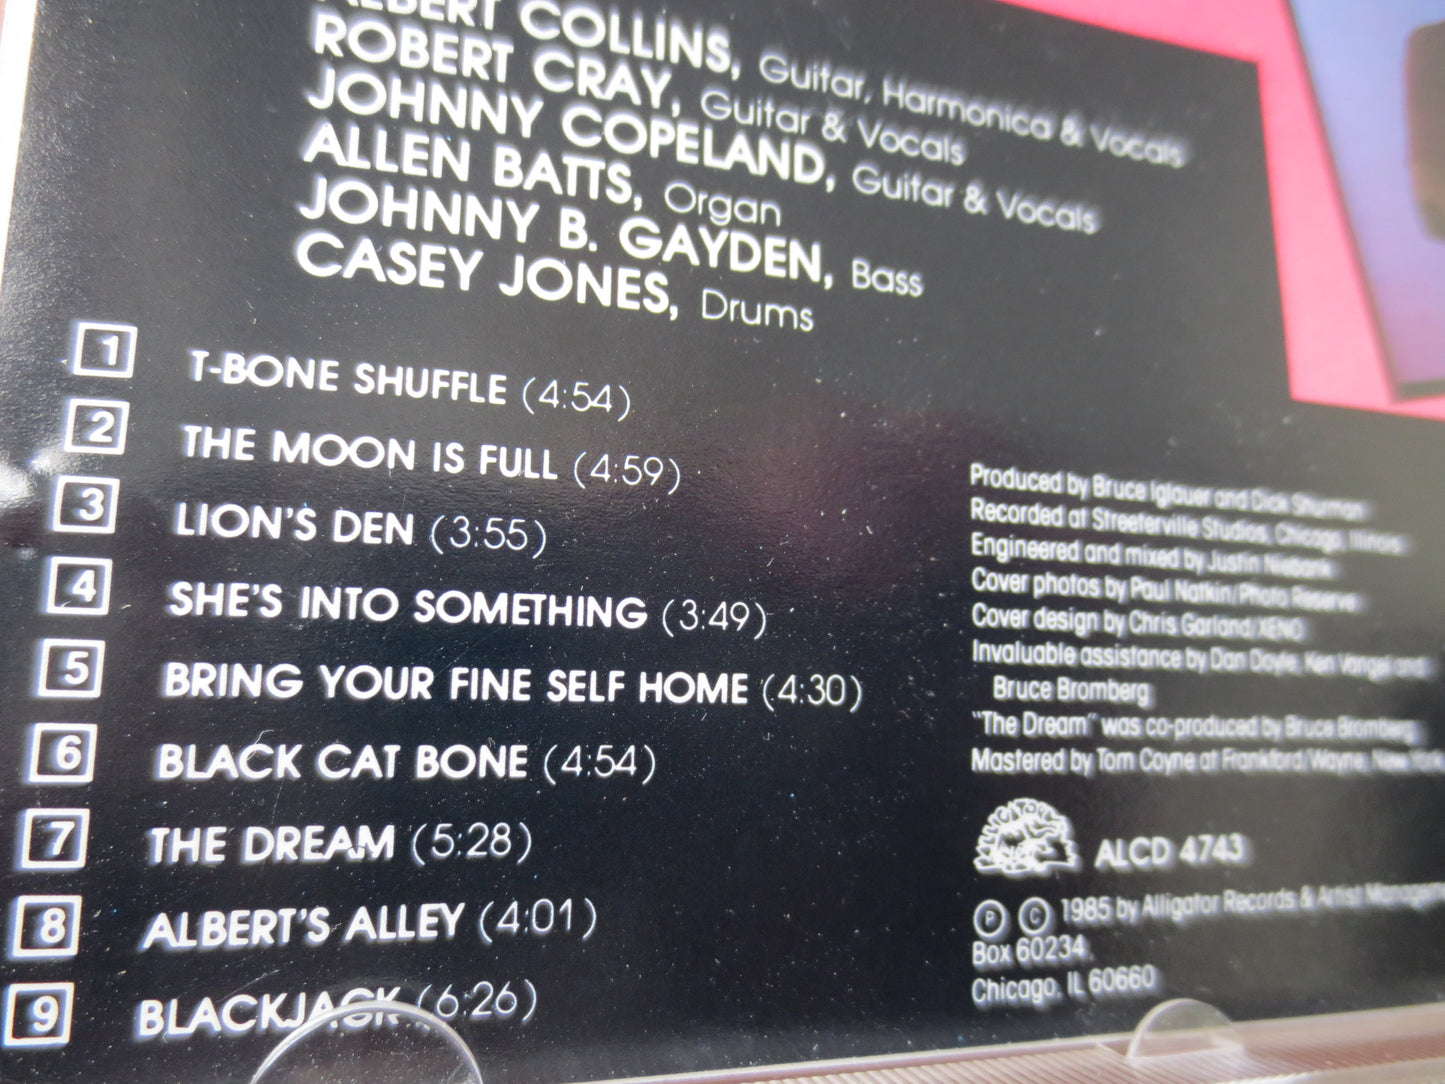 ALBERT COLLINS, Guitar, Harmonica & Vocals
ROBERT CRAY, Guitar & Vocals
JOHNNY COPELAND, Guitar & Vocals
ALLEN BATTS, Organ
JOHNNY B. GAYDEN, Bass
CASEY JONES, Drums
1 T-BONE SHUFFLE (4:54)
2 THE MOON IS FULL (4:59)
3 LION'S DEN (3:55)
4 SHE'S INTO SOMETHING (3:49)
5 BRING YOUR FINE SELF HOME (4:30)
6 BLACK CAT BONE (4:54)
7 THE DREAM (5:28)
8 ALBERT'S ALLEY (4:01)
9 BLACKJACK (6:26)
Produced by Bruce Iglauer and Dick Shurman
Recorded at Streeterville Studios, Chicago, Illinois
Engineered and mixed by Justin Niebank
Cover photos by Paul Natkin/Photo Reserve
Cover design by Chris Garland/XENO
Invaluable assistance by Dan Doyle, Ken Vangel and
Bruce Bromberg
"The Dream" was co-produced by Bruce Bromberg
Mastered by Tom Coyne at Frankford/Wayne, New York
ALLIGATOR
ALCD 4743
Ⓟ © 1985 by Alligator Records & Artist Manageme
Box 60234
Chicago, IL 60660